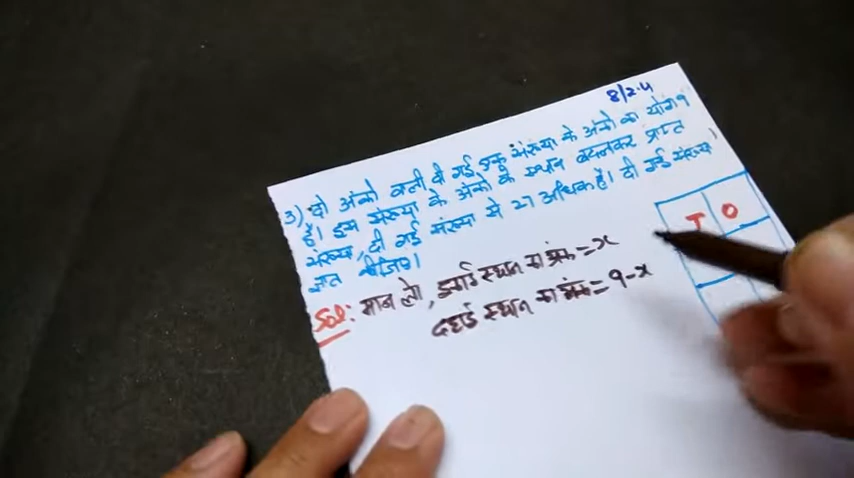 8/2.4
3) दो अंको वाली दी गई एक संख्या के अंको का योग 9
है। इस संख्या के अंको के स्थान बदलकर प्राप्त
संख्या, दी गई संख्या से 27 अधिक है। दी गई संख्या
ज्ञात कीजिए।
T O
Sol: मान लो, इकाई स्थान का अंक = x
दहाई स्थान का अंक = 9-x